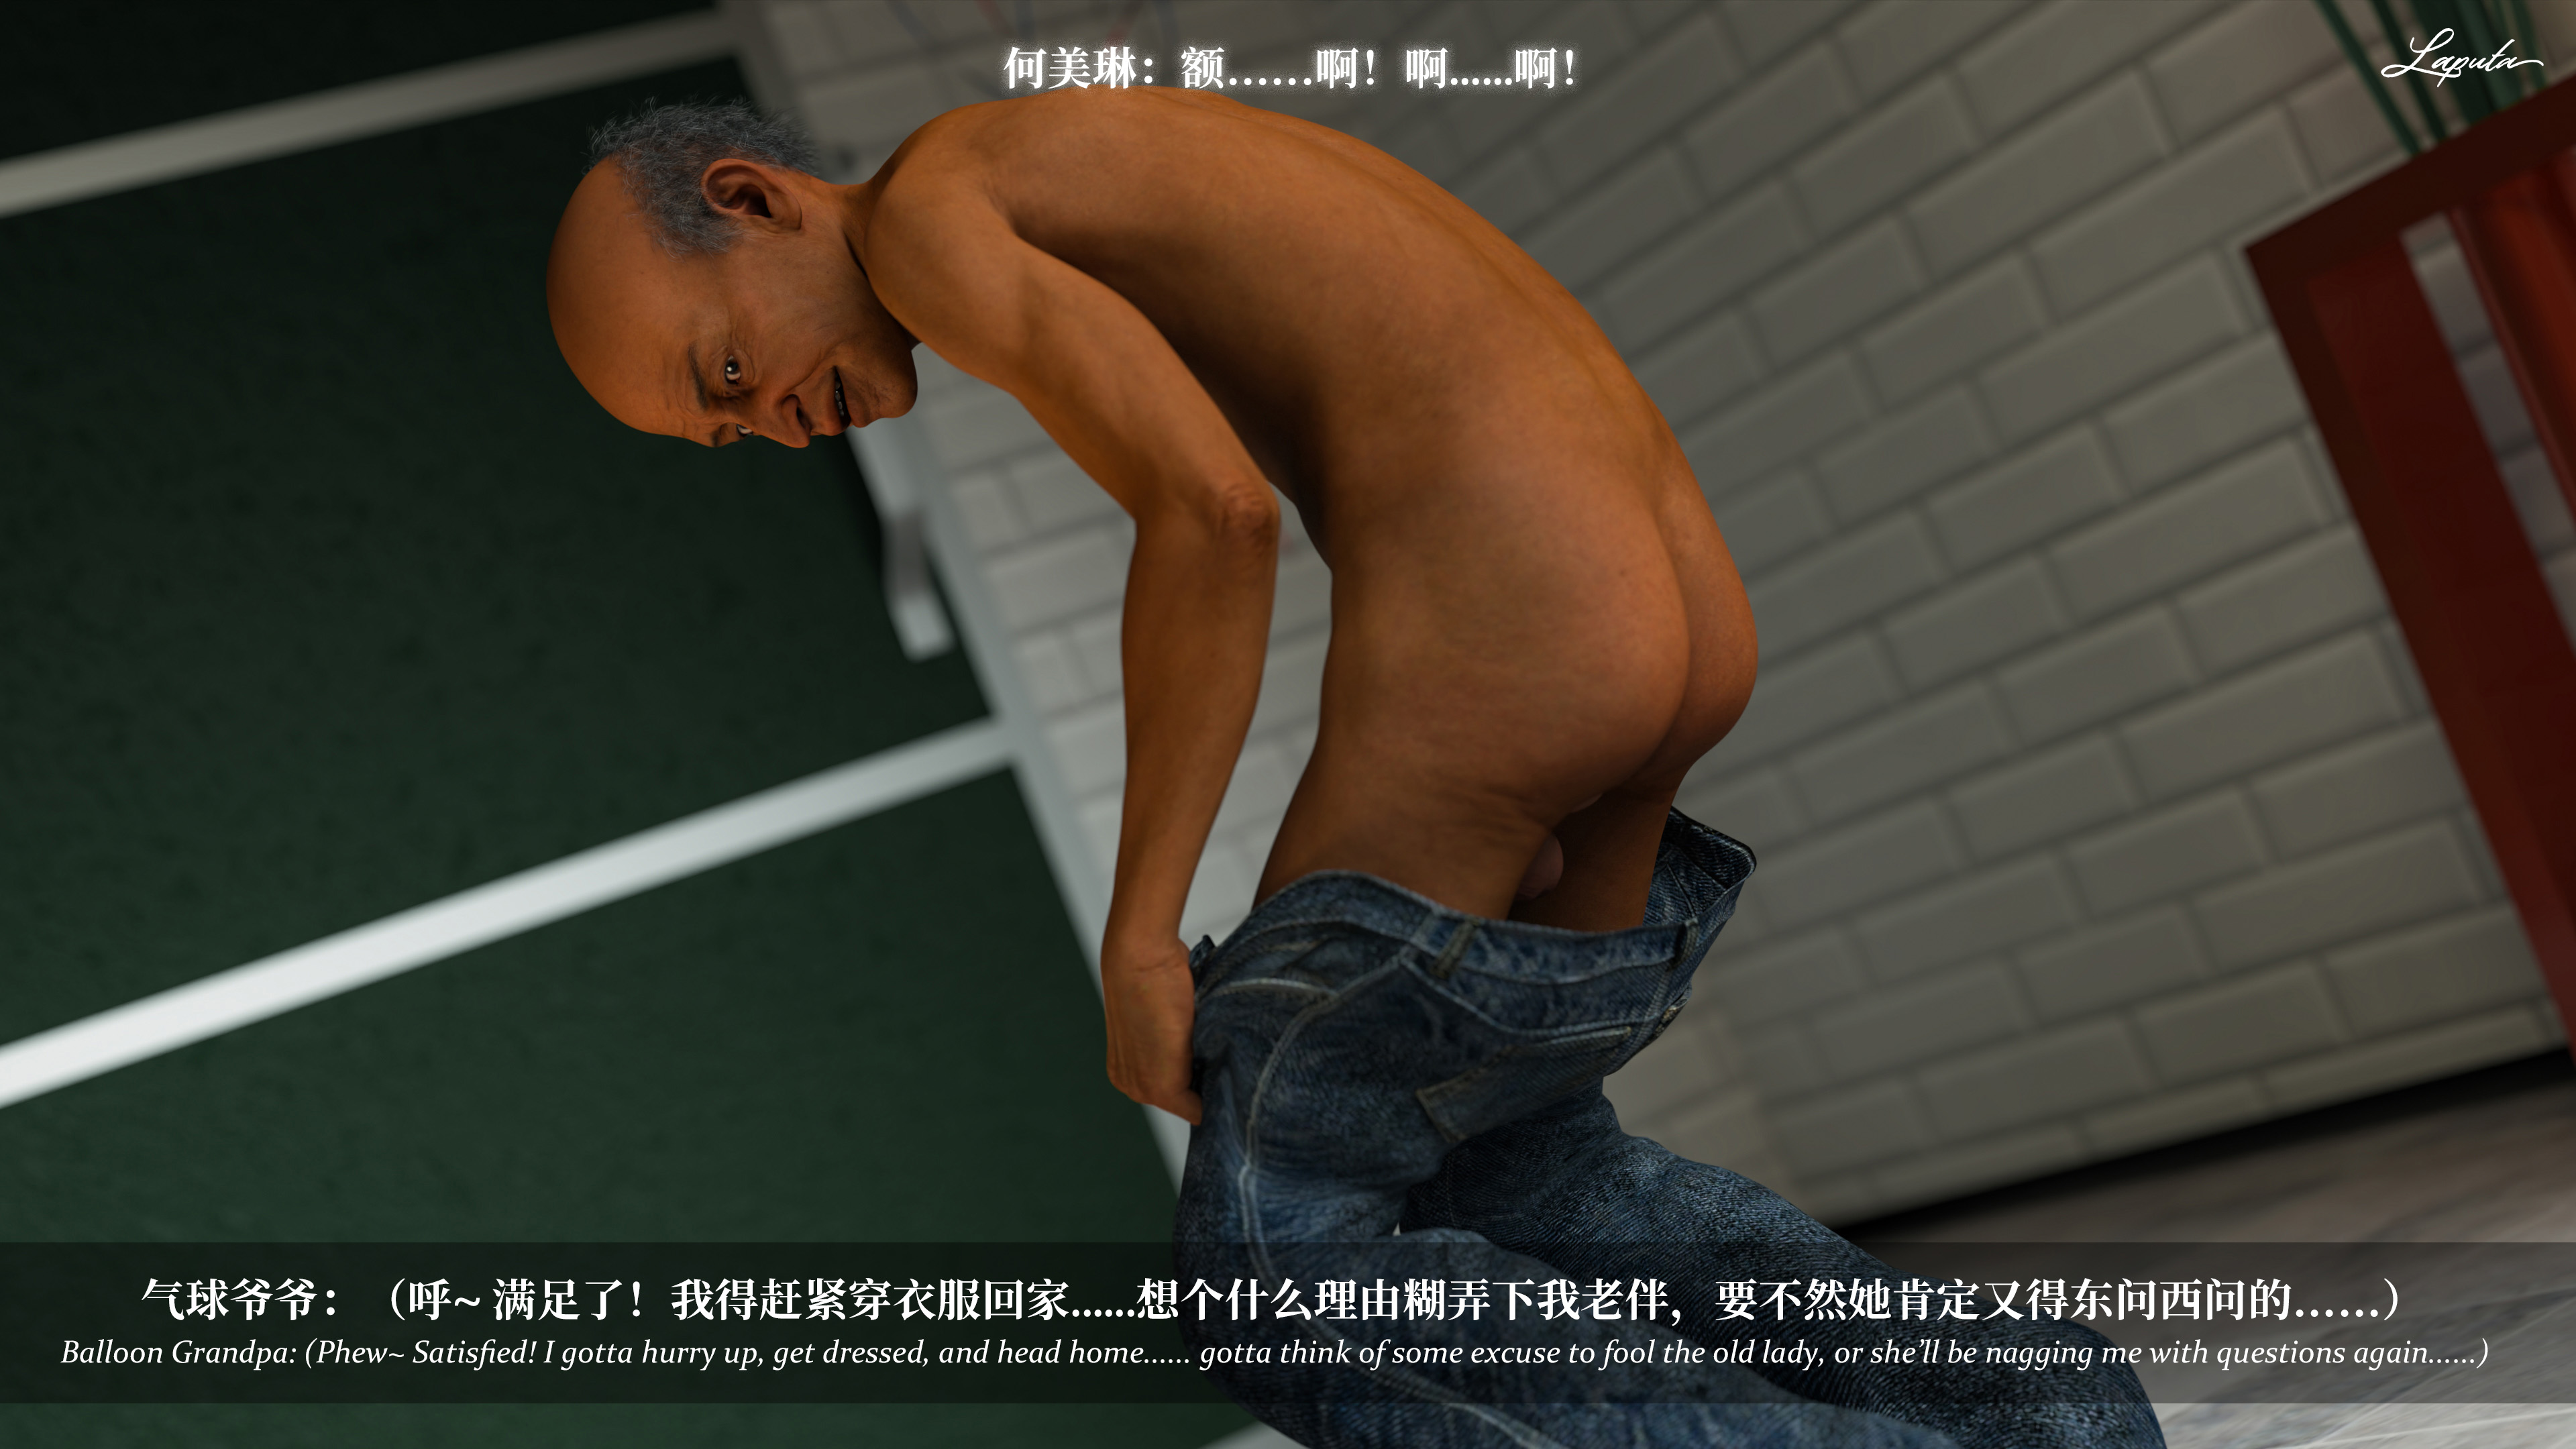 何美琳：额……啊！啊……啊！
Laputa
气球爷爷：（呼~ 满足了！我得赶紧穿衣服回家……想个什么理由糊弄下我老伴，要不然她肯定又得东问西问的……）
Balloon Grandpa: (Phew~ Satisfied! I gotta hurry up, get dressed, and head home...... gotta think of some excuse to fool the old lady, or she’ll be nagging me with questions again......)